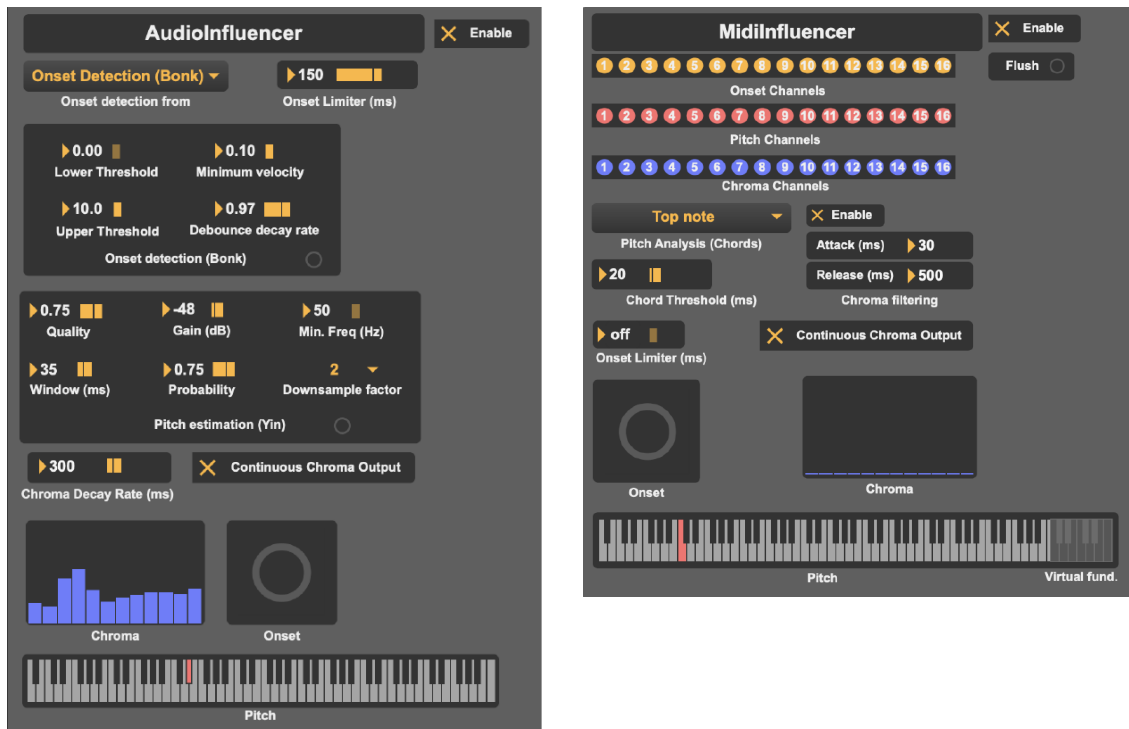 AudioInfluencer
Enable
Onset Detection (Bonk)
150
Onset detection from
Onset Limiter (ms)
0.00
0.10
Lower Threshold
Minimum velocity
10.0
0.97
Upper Threshold
Debounce decay rate
Onset detection (Bonk)
0.75
-48
50
Quality
Gain (dB)
Min. Freq (Hz)
35
0.75
2
Window (ms)
Probability
Downsample factor
Pitch estimation (Yin)
300
Continuous Chroma Output
Chroma Decay Rate (ms)
Chroma
Onset
Pitch
MidiInfluencer
Enable
1 2 3 4 5 6 7 8 9 10 11 12 13 14 15 16
Flush
Onset Channels
1 2 3 4 5 6 7 8 9 10 11 12 13 14 15 16
Pitch Channels
1 2 3 4 5 6 7 8 9 10 11 12 13 14 15 16
Chroma Channels
Top note
Enable
Pitch Analysis (Chords)
Attack (ms)
30
20
Release (ms)
500
Chord Threshold (ms)
Chroma filtering
off
Continuous Chroma Output
Onset Limiter (ms)
Onset
Chroma
Pitch
Virtual fund.